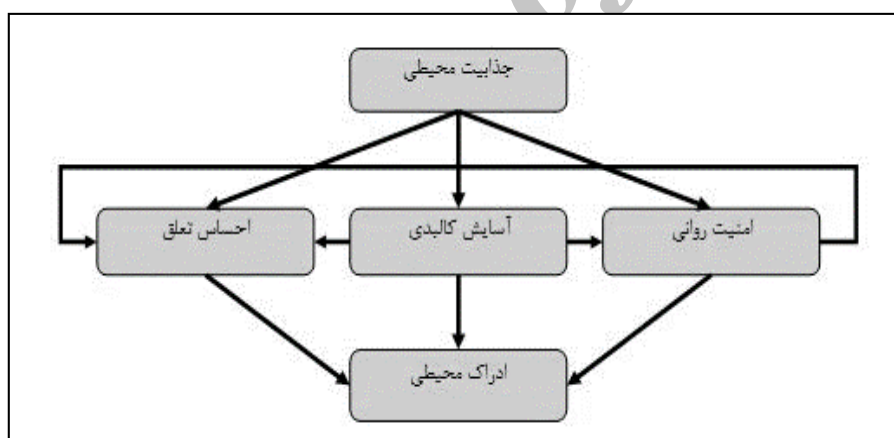 جذابیت محیطی
امنیت روانی
آسایش کالبدی
احساس تعلق
ادراک محیطی